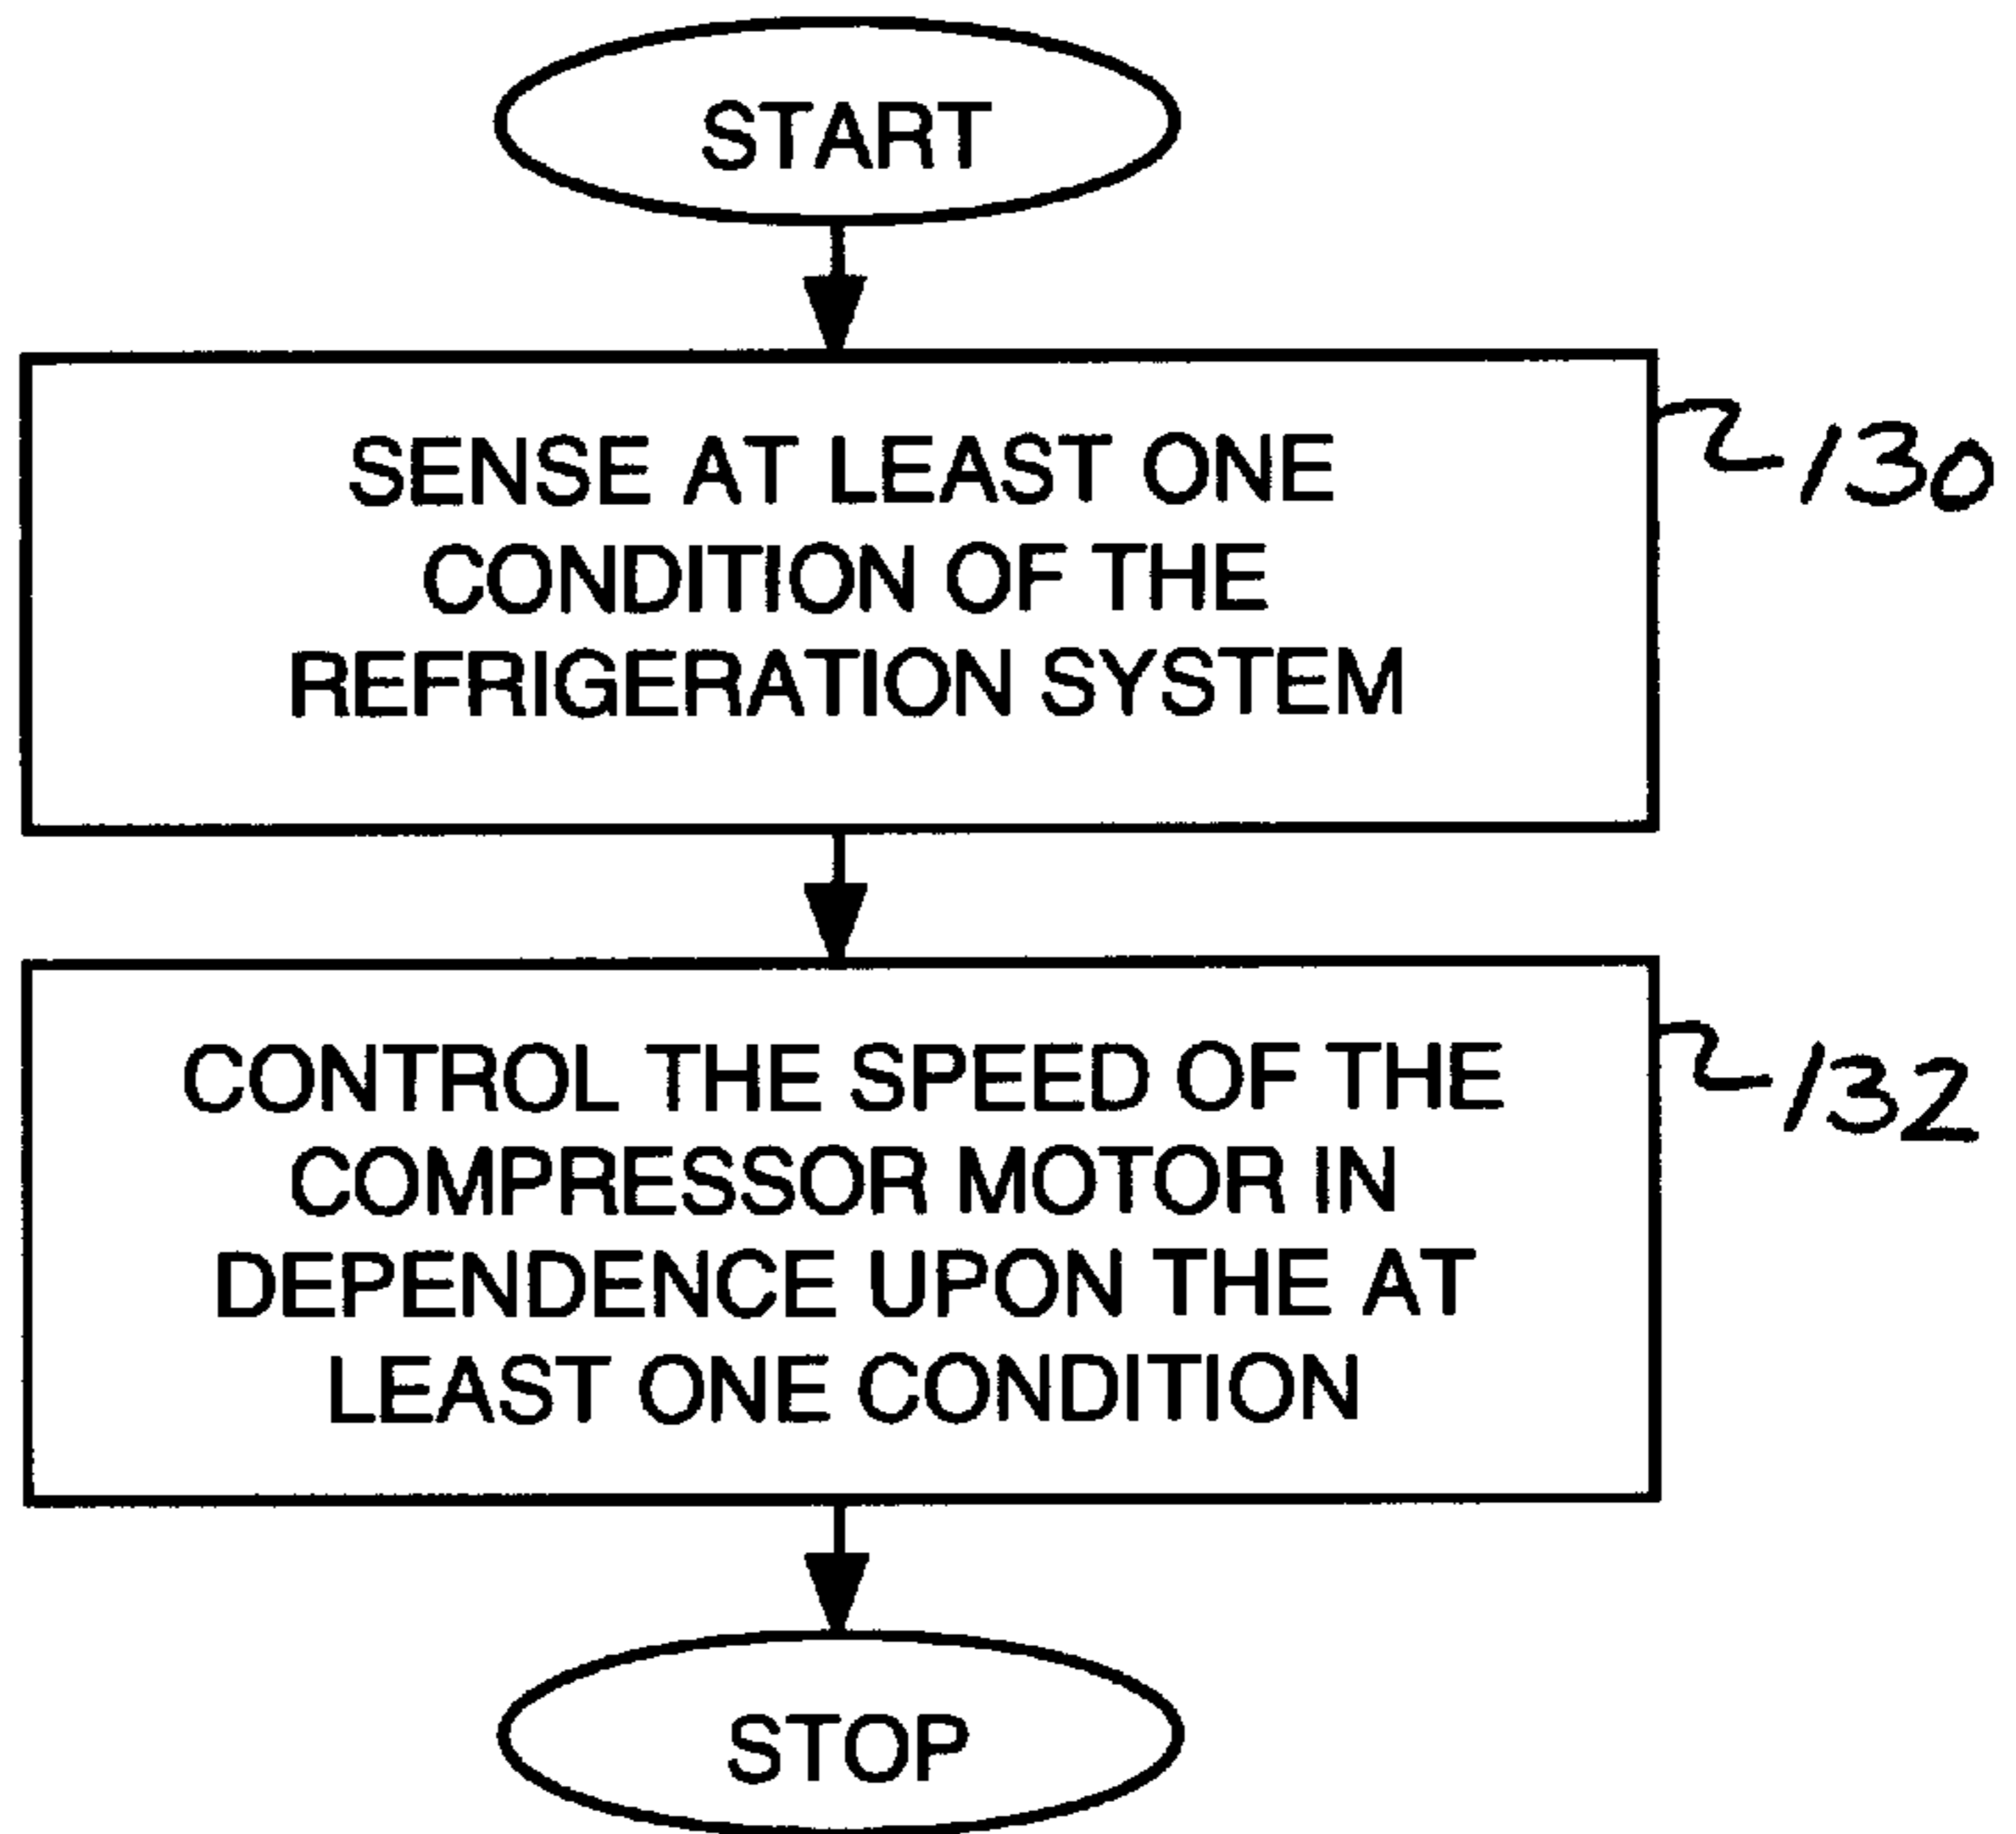 START
SENSE AT LEAST ONE
CONDITION OF THE
REFRIGERATION SYSTEM
130
CONTROL THE SPEED OF THE
COMPRESSOR MOTOR IN
DEPENDENCE UPON THE AT
LEAST ONE CONDITION
132
STOP